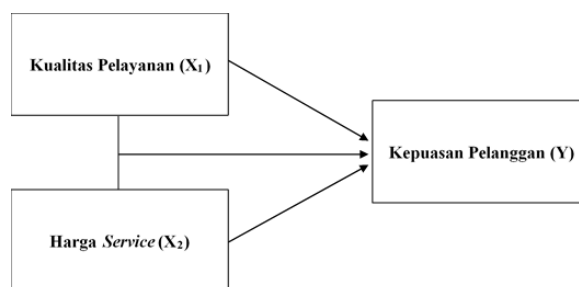 Kualitas Pelayanan (X₁)
Kepuasan Pelanggan (Y)
Harga Service (X₂)